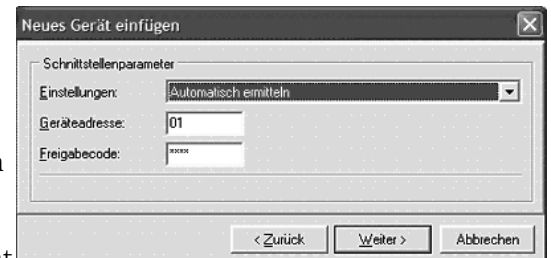 Neues Gerät einfügen
Schnittstellenparameter
Einstellungen: Automatisch ermitteln
Geräteadresse: 01
Freigabecode: ****
< Zurück Weiter > Abbrechen